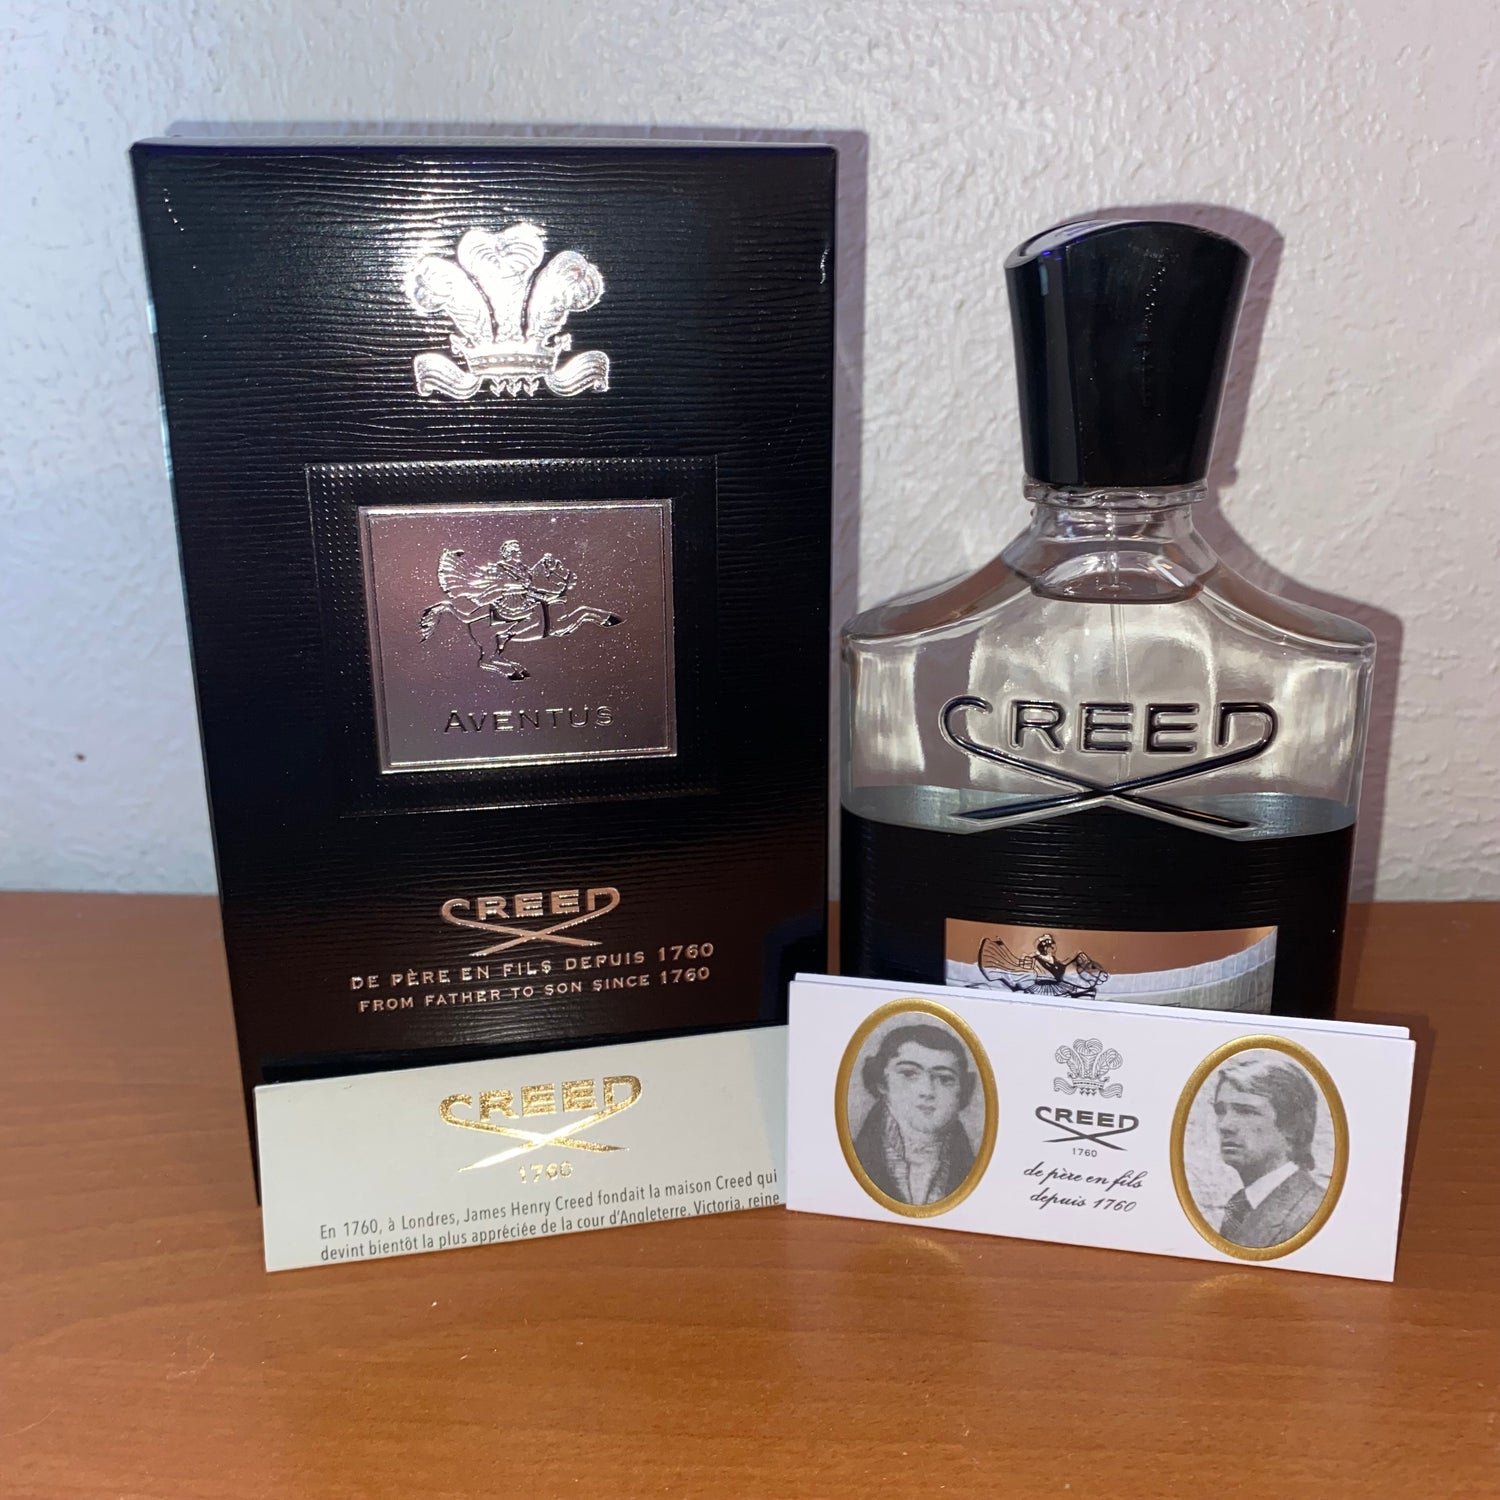 AVENTUS
CREED
DE PÈRE EN FILS DEPUIS 1760
FROM FATHER TO SON SINCE 1760
CREED
CREED
1760
En 1760, à Londres, James Henry Creed fondait la maison Creed qui
devint bientôt la plus appréciée de la cour d'Angleterre. Victoria, reine
CREED
1760
de père en fils
depuis 1760